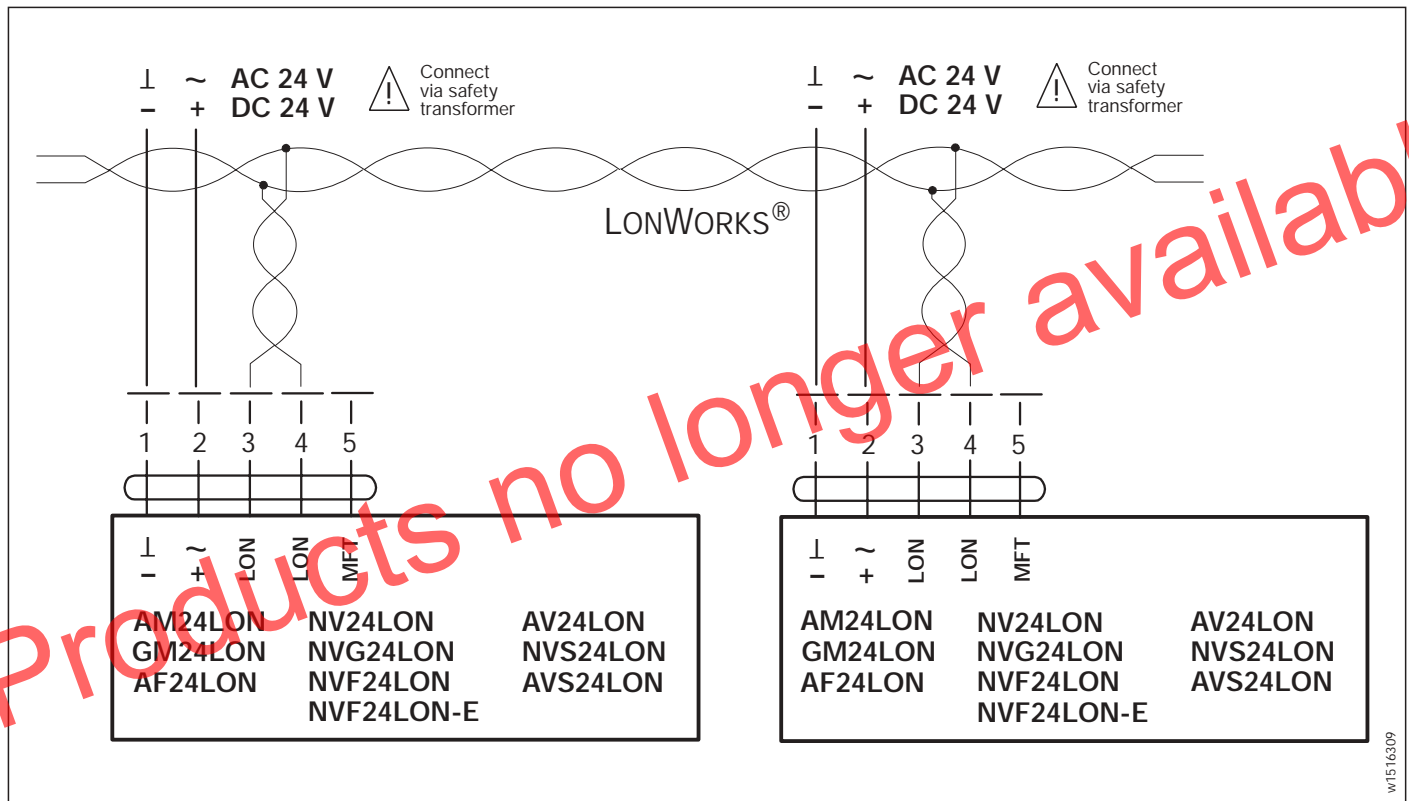 ⊥ ~ AC 24 V
– + DC 24 V
Connect
via safety
transformer
⊥ ~ AC 24 V
– + DC 24 V
Connect
via safety
transformer
LONWORKS®
1 2 3 4 5
1 2 3 4 5
⊥ ~ LON LON MFT
– +
AM24LON NV24LON AV24LON
GM24LON NVG24LON NVS24LON
AF24LON NVF24LON AVS24LON
NVF24LON-E
⊥ ~ LON LON MFT
– +
AM24LON NV24LON AV24LON
GM24LON NVG24LON NVS24LON
AF24LON NVF24LON AVS24LON
NVF24LON-E
Products no longer availabl
w1516309